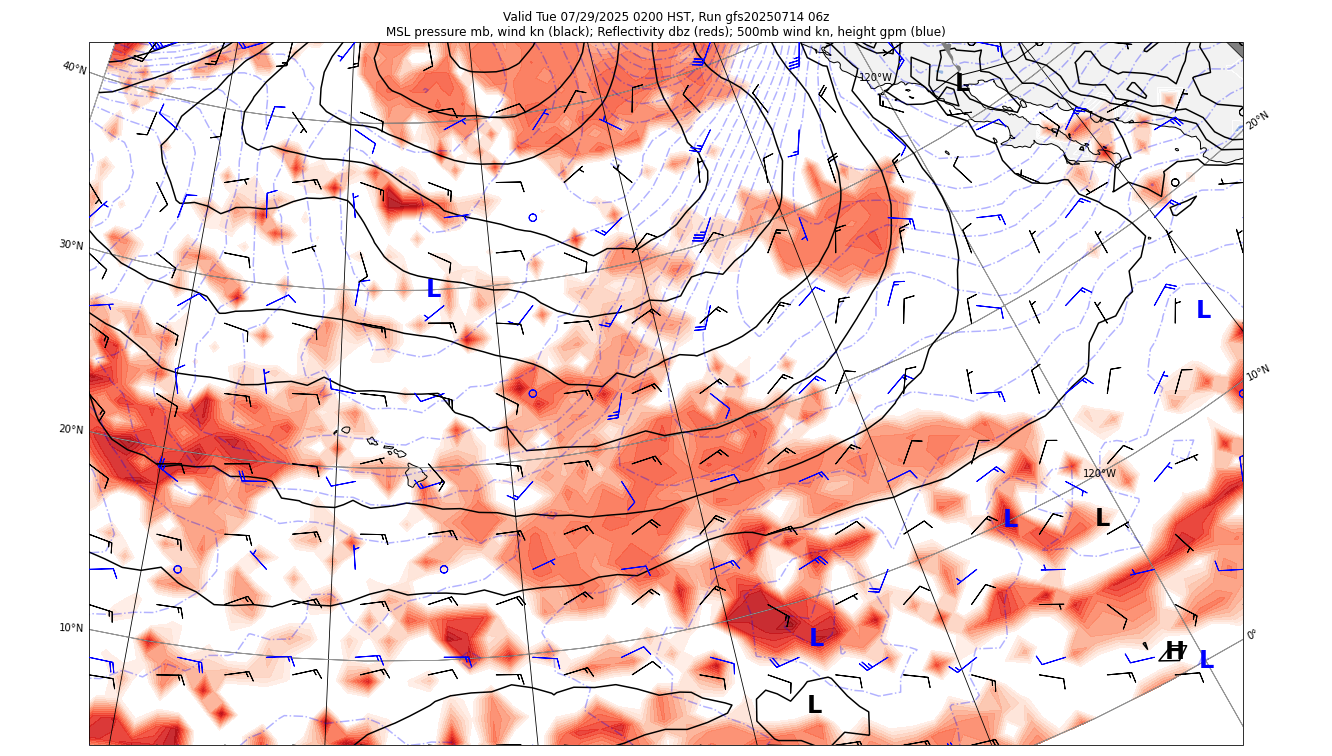 Valid Tue 07/29/2025 0200 HST, Run gfs20250714 06z
MSL pressure mb, wind kn (black); Reflectivity dbz (reds); 500mb wind kn, height gpm (blue)
40°N
120°W
L
20°N
30°N
L
L
10°N
20°N
120°W
L
L
10°N
L
0°
H
L
L